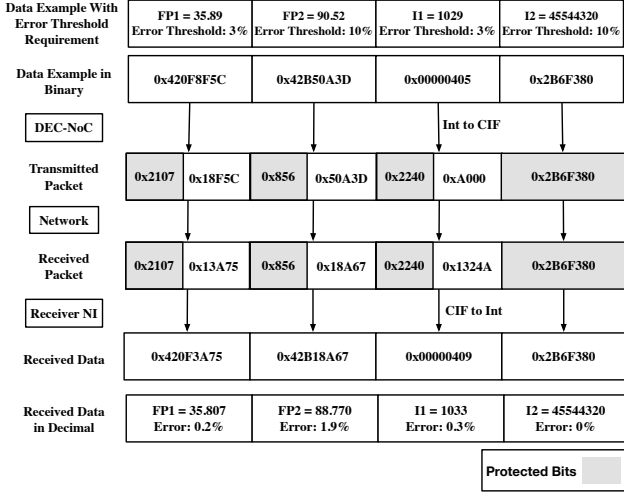 Data Example With
Error Threshold
Requirement
FP1 = 35.89
Error Threshold: 3%
FP2 = 90.52
Error Threshold: 10%
I1 = 1029
Error Threshold: 3%
I2 = 45544320
Error Threshold: 10%
Data Example in
Binary
0x420F8F5C
0x42B50A3D
0x00000405
0x2B6F380
DEC-NoC
Int to CIF
Transmitted
Packet
0x2107
0x18F5C
0x856
0x50A3D
0x2240
0xA000
0x2B6F380
Network
Received
Packet
0x2107
0x13A75
0x856
0x18A67
0x2240
0x1324A
0x2B6F380
Receiver NI
CIF to Int
Received Data
0x420F3A75
0x42B18A67
0x00000409
0x2B6F380
Received Data
in Decimal
FP1 = 35.807
Error: 0.2%
FP2 = 88.770
Error: 1.9%
I1 = 1033
Error: 0.3%
I2 = 45544320
Error: 0%
Protected Bits